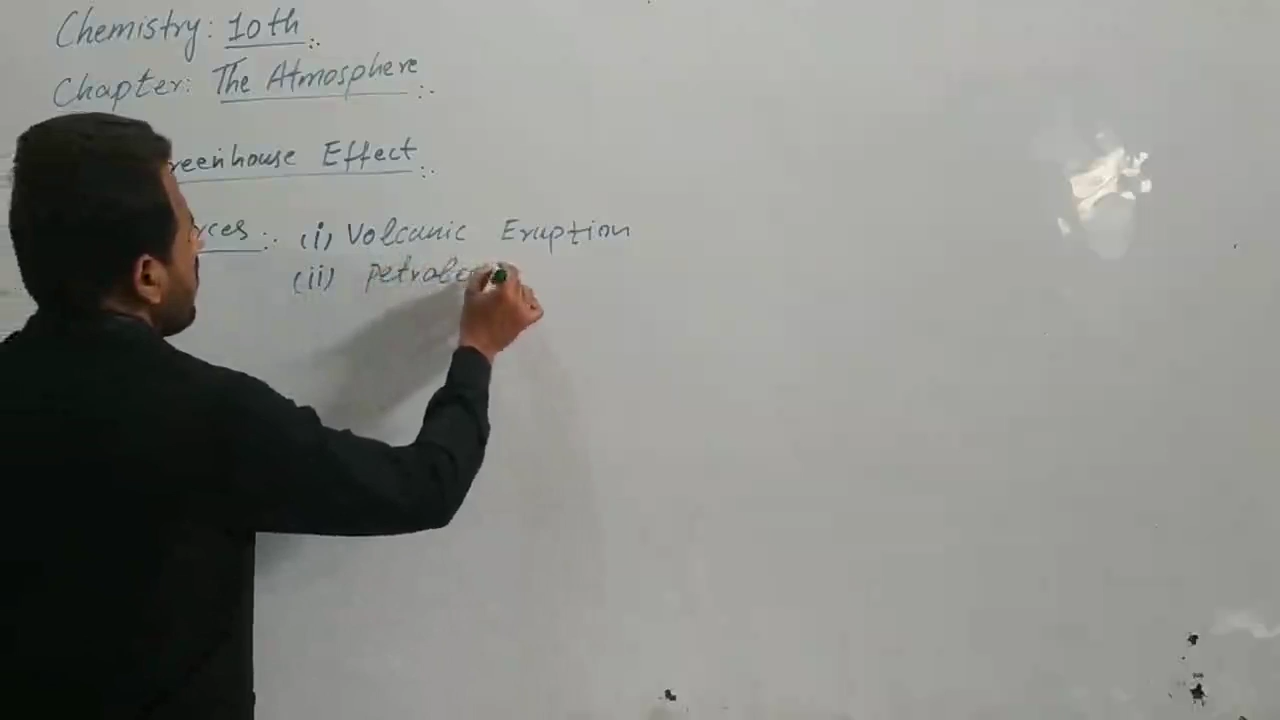 Chemistry: 10th :.
Chapter: The Atmosphere :.
reenhouse Effect :.
rces :. (i) Volcanic Eruption
(ii) petrole